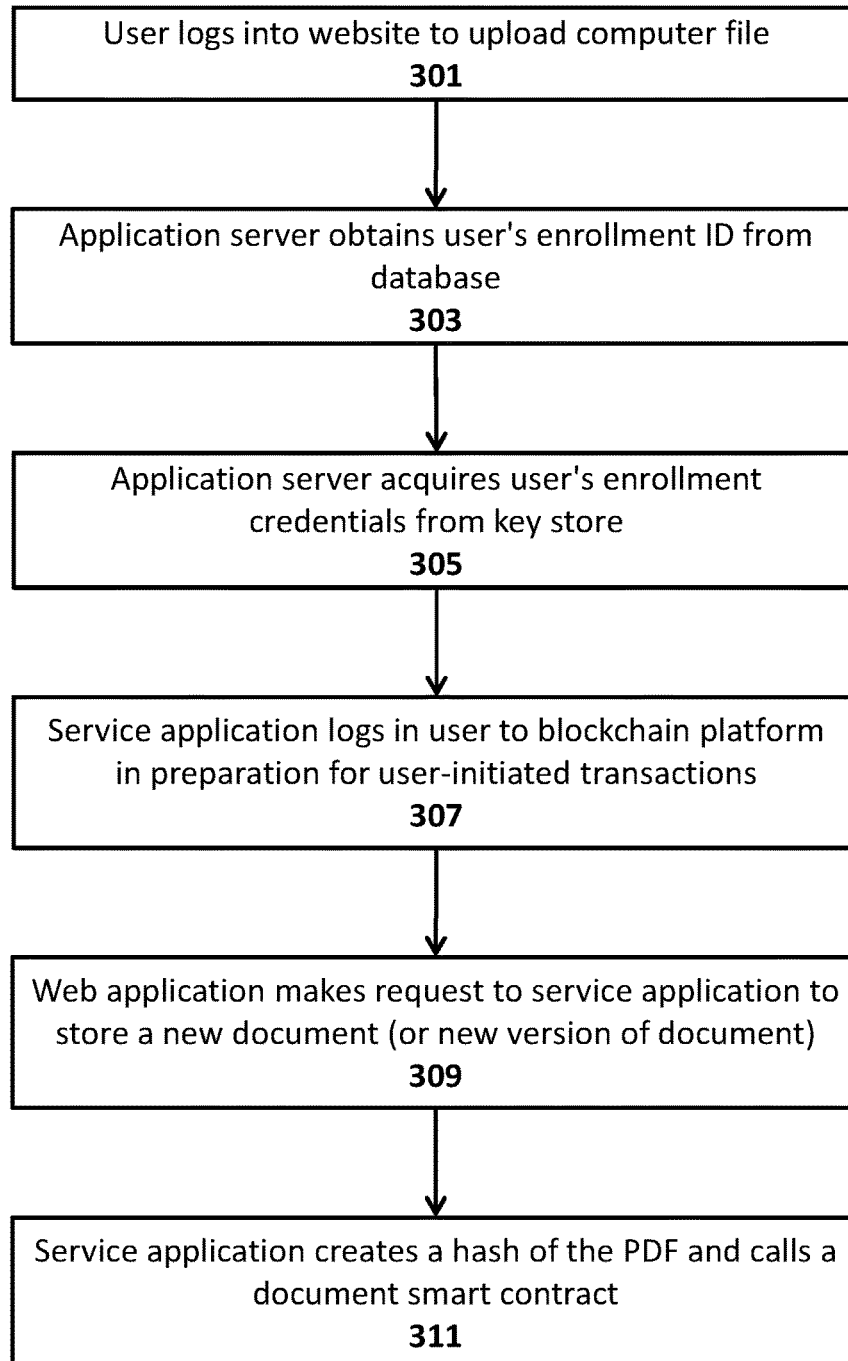 User logs into website to upload computer file
301
Application server obtains user's enrollment ID from
database
303
Application server acquires user's enrollment
credentials from key store
305
Service application logs in user to blockchain platform
in preparation for user-initiated transactions
307
Web application makes request to service application to
store a new document (or new version of document)
309
Service application creates a hash of the PDF and calls a
document smart contract
311